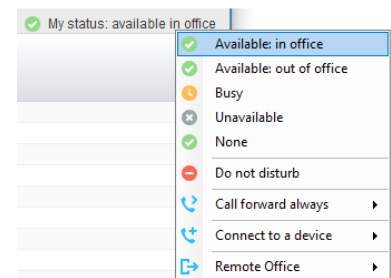 My status: available in office
Available: in office
Available: out of office
Busy
Unavailable
None
Do not disturb
Call forward always
Connect to a device
Remote Office